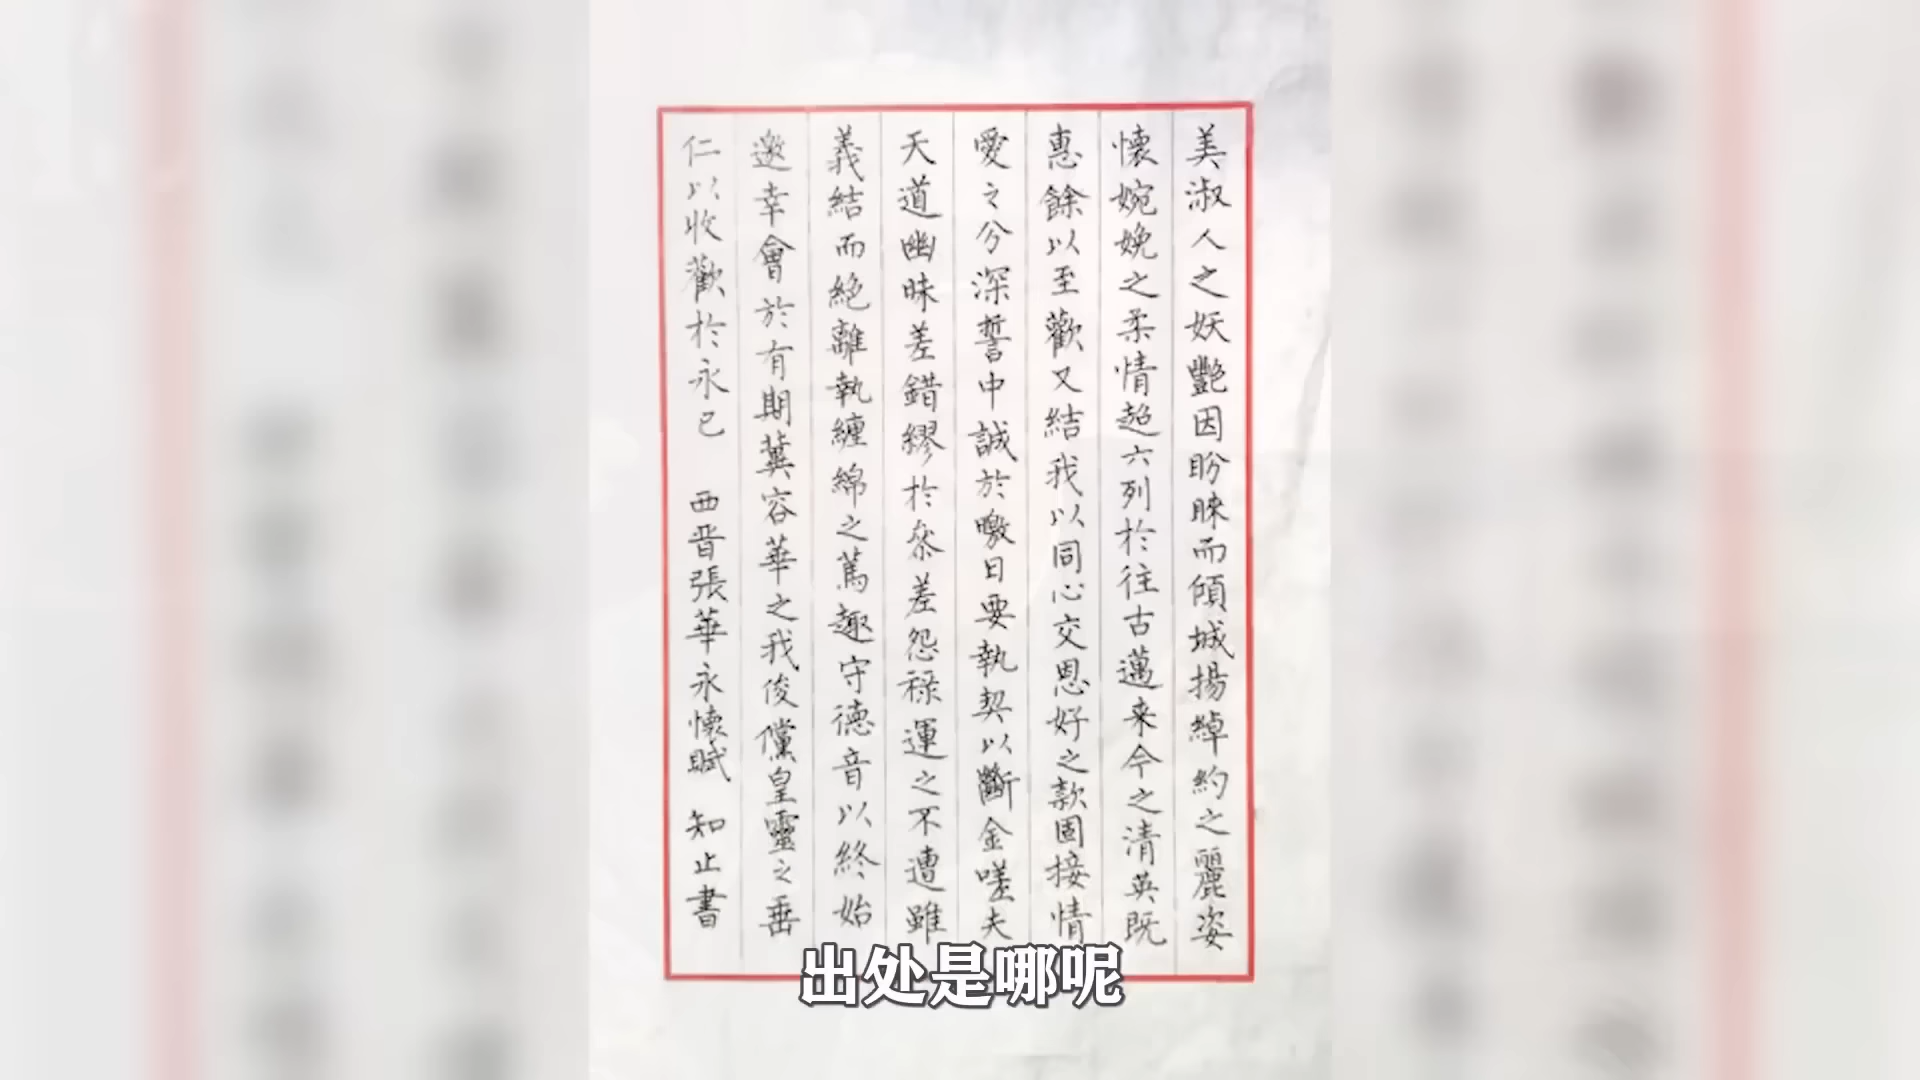 美淑人之妖艷因盼睞而傾城揚綽約之麗姿
懷婉娩之柔情超六列於往古邁来今之清英既
惠餘以至歡又結我以同心交恩好之款固接情
愛之分深誓中誠於曒日要執契以斷金嗟夫
天道幽昧差錯繆於叅差怨祿運之不遭雖
義結而絶離執纏綿之篤趣守德音以終始
邀幸會於有期冀容華之我俊儻皇靈之垂
仁以收歡於永已 西晋張華永懷賦 知止書
出处是哪呢